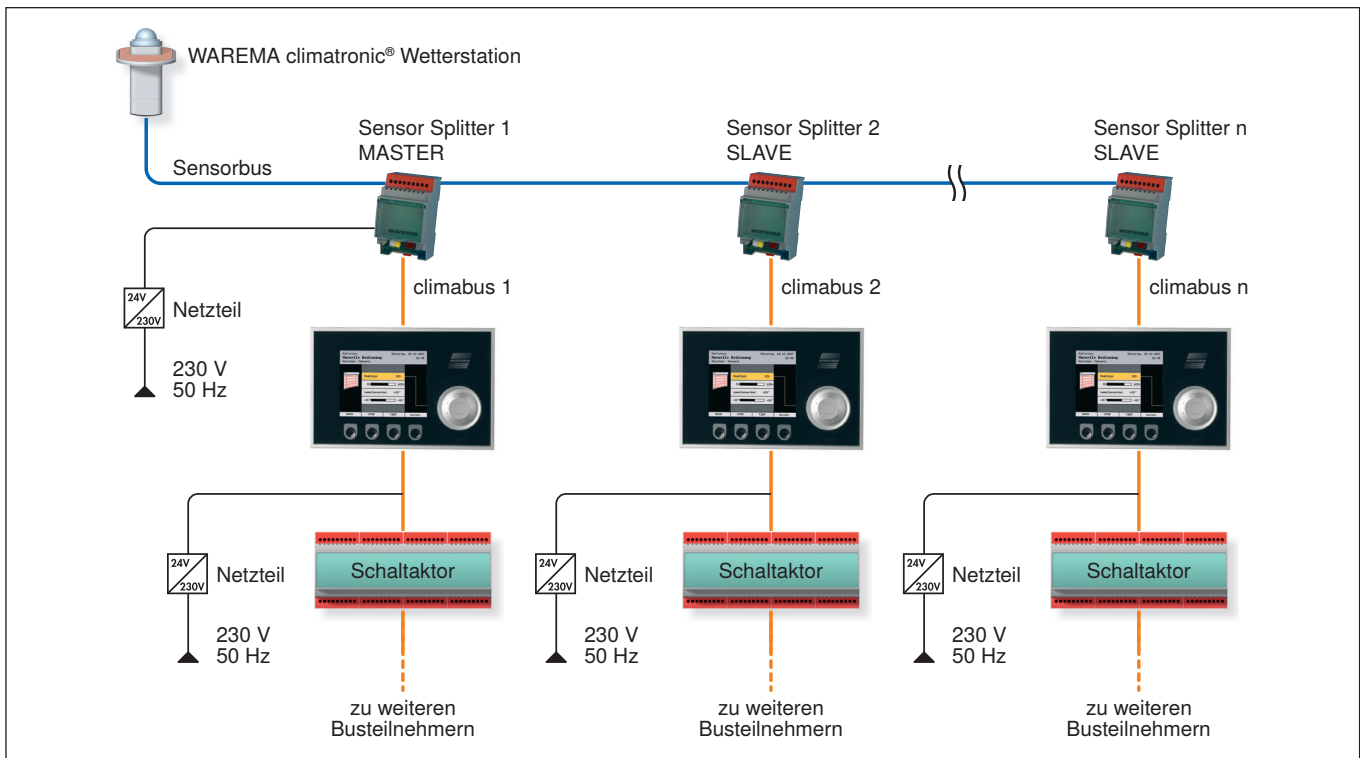 WAREMA climatronic® Wetterstation
Sensorbus
Sensor Splitter 1
MASTER
Sensor Splitter 2
SLAVE
Sensor Splitter n
SLAVE
climabus 1
climabus 2
climabus n
24V
230V
Netzteil
230 V
50 Hz
24V
230V
Netzteil
230 V
50 Hz
Schaltaktor
zu weiteren
Busteilnehmern
24V
230V
Netzteil
230 V
50 Hz
Schaltaktor
zu weiteren
Busteilnehmern
24V
230V
Netzteil
230 V
50 Hz
Schaltaktor
zu weiteren
Busteilnehmern